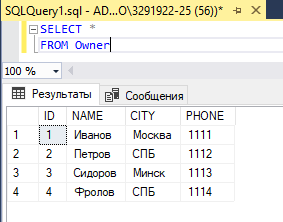 SQLQuery1.sql - AD...O\3291922-25 (56))*
SELECT *
FROM Owner
100 %
Результаты Сообщения
ID NAME CITY PHONE
1 1 Иванов Москва 1111
2 2 Петров СПБ 1112
3 3 Сидоров Минск 1113
4 4 Фролов СПБ 1114